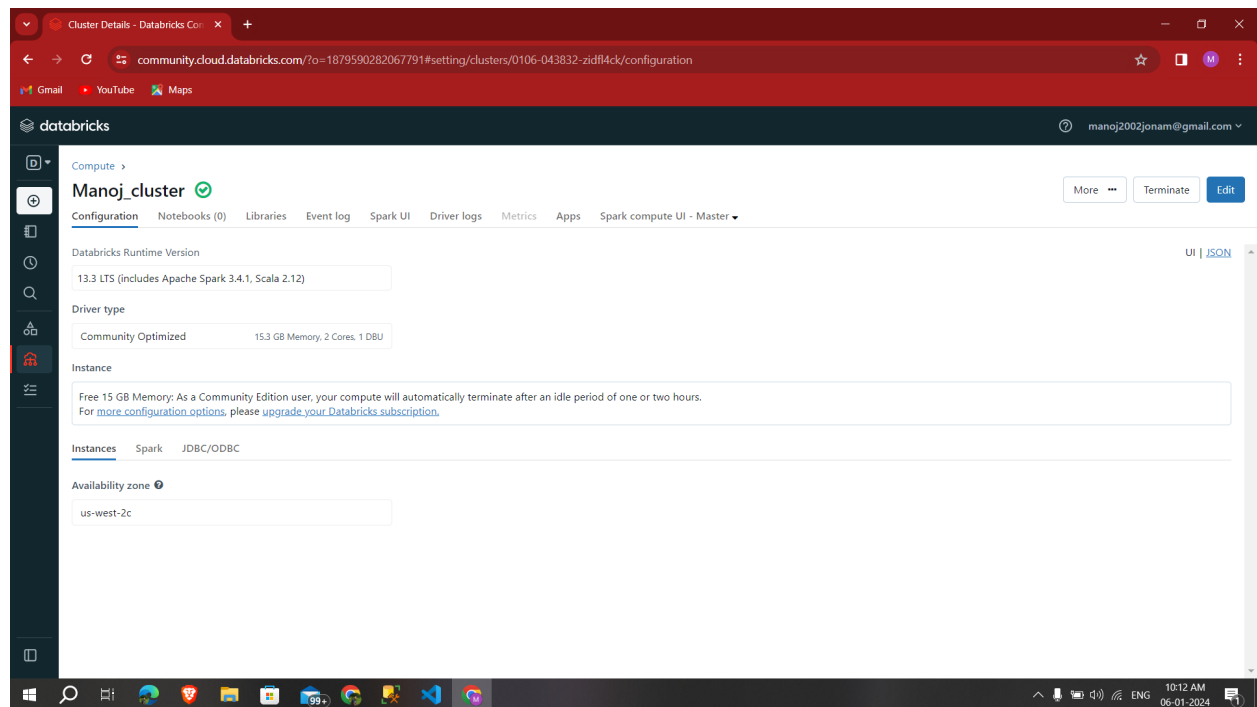 Cluster Details - Databricks Con
community.cloud.databricks.com/?o=1879590282067791#setting/clusters/0106-043832-zidfl4ck/configuration
M
Gmail YouTube Maps
databricks
manoj2002jonam@gmail.com
D
Compute ›
Manoj_cluster
More ••• Terminate Edit
Configuration Notebooks (0) Libraries Event log Spark UI Driver logs Metrics Apps Spark compute UI - Master
Databricks Runtime Version
UI | JSON
13.3 LTS (includes Apache Spark 3.4.1, Scala 2.12)
Driver type
Community Optimized 15.3 GB Memory, 2 Cores, 1 DBU
Instance
Free 15 GB Memory: As a Community Edition user, your compute will automatically terminate after an idle period of one or two hours.
For more configuration options, please upgrade your Databricks subscription.
Instances Spark JDBC/ODBC
Availability zone
us-west-2c
99+
ENG
10:12 AM
06-01-2024
1